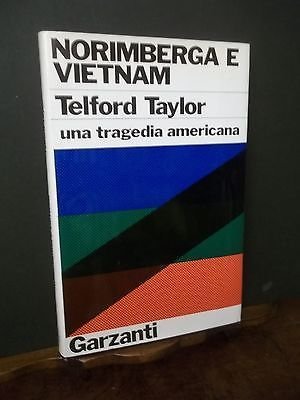 NORIMBERGA E
VIETNAM
Telford Taylor
una tragedia americana
Garzanti